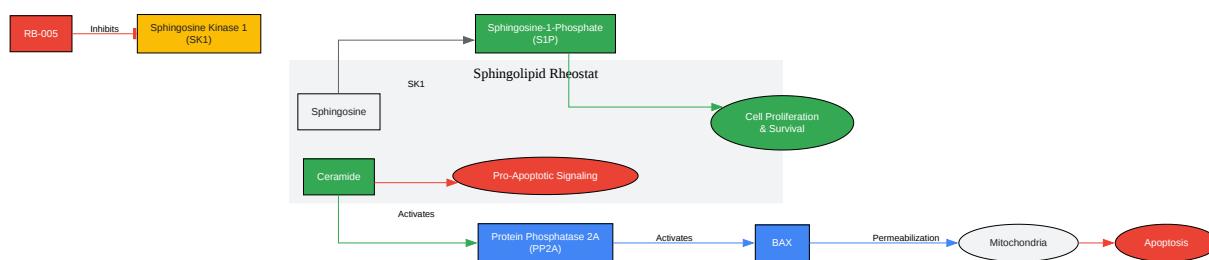 RB-005
Inhibits
Sphingosine Kinase 1
(SK1)
Sphingosine-1-Phosphate
(S1P)
Sphingolipid Rheostat
SK1
Sphingosine
Cell Proliferation
& Survival
Ceramide
Pro-Apoptotic Signaling
Activates
Protein Phosphatase 2A
(PP2A)
Activates
BAX
Permeabilization
Mitochondria
Apoptosis